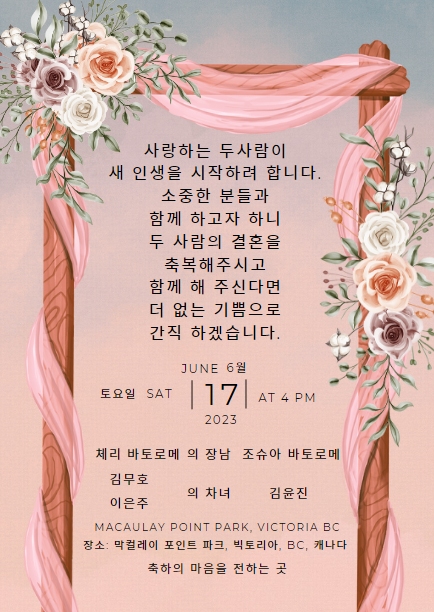 사랑하는 두사람이
새 인생을 시작하려 합니다.
소중한 분들과
함께 하고자 하니
두 사람의 결혼을
축복해주시고
함께 해 주신다면
더 없는 기쁨으로
간직 하겠습니다.
JUNE 6월
토요일 SAT 17 AT 4 PM
2023
체리 바토로메 의 장남 조슈아 바토로메
김무호
이은주 의 차녀 김윤진
MACAULAY POINT PARK, VICTORIA BC
장소: 막컬레이 포인트 파크, 빅토리아, BC, 캐나다
축하의 마음을 전하는 곳